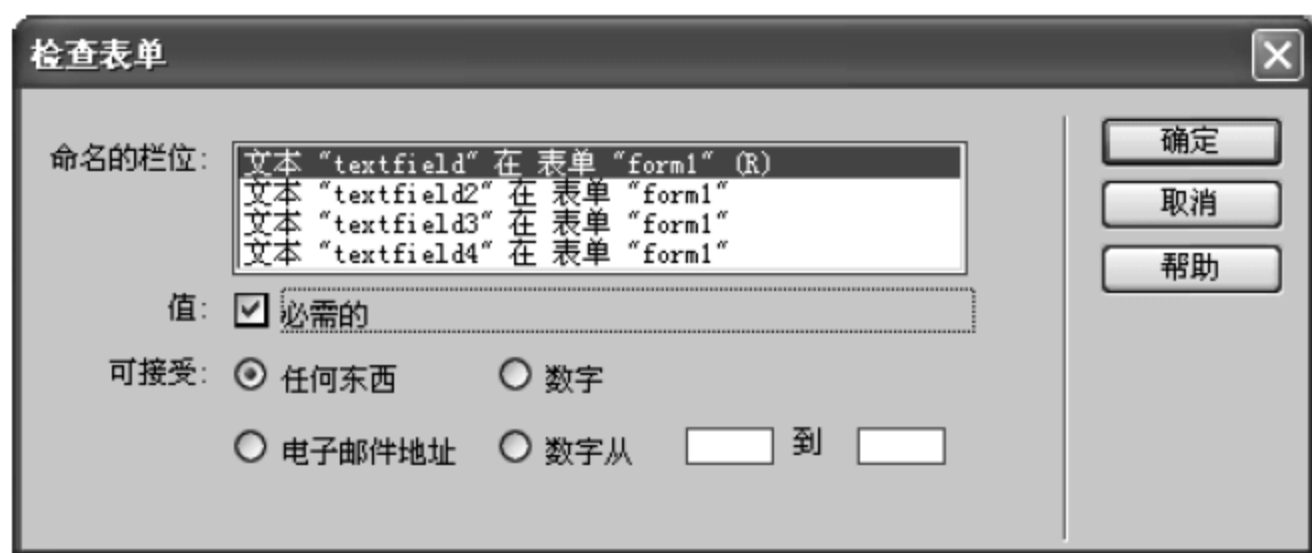 检查表单
命名的栏位: 文本 "textfield" 在 表单 "form1" (R)
文本 "textfield2" 在 表单 "form1"
文本 "textfield3" 在 表单 "form1"
文本 "textfield4" 在 表单 "form1"
值: 必需的
可接受: 任何东西 数字
电子邮件地址 数字从 到
确定
取消
帮助